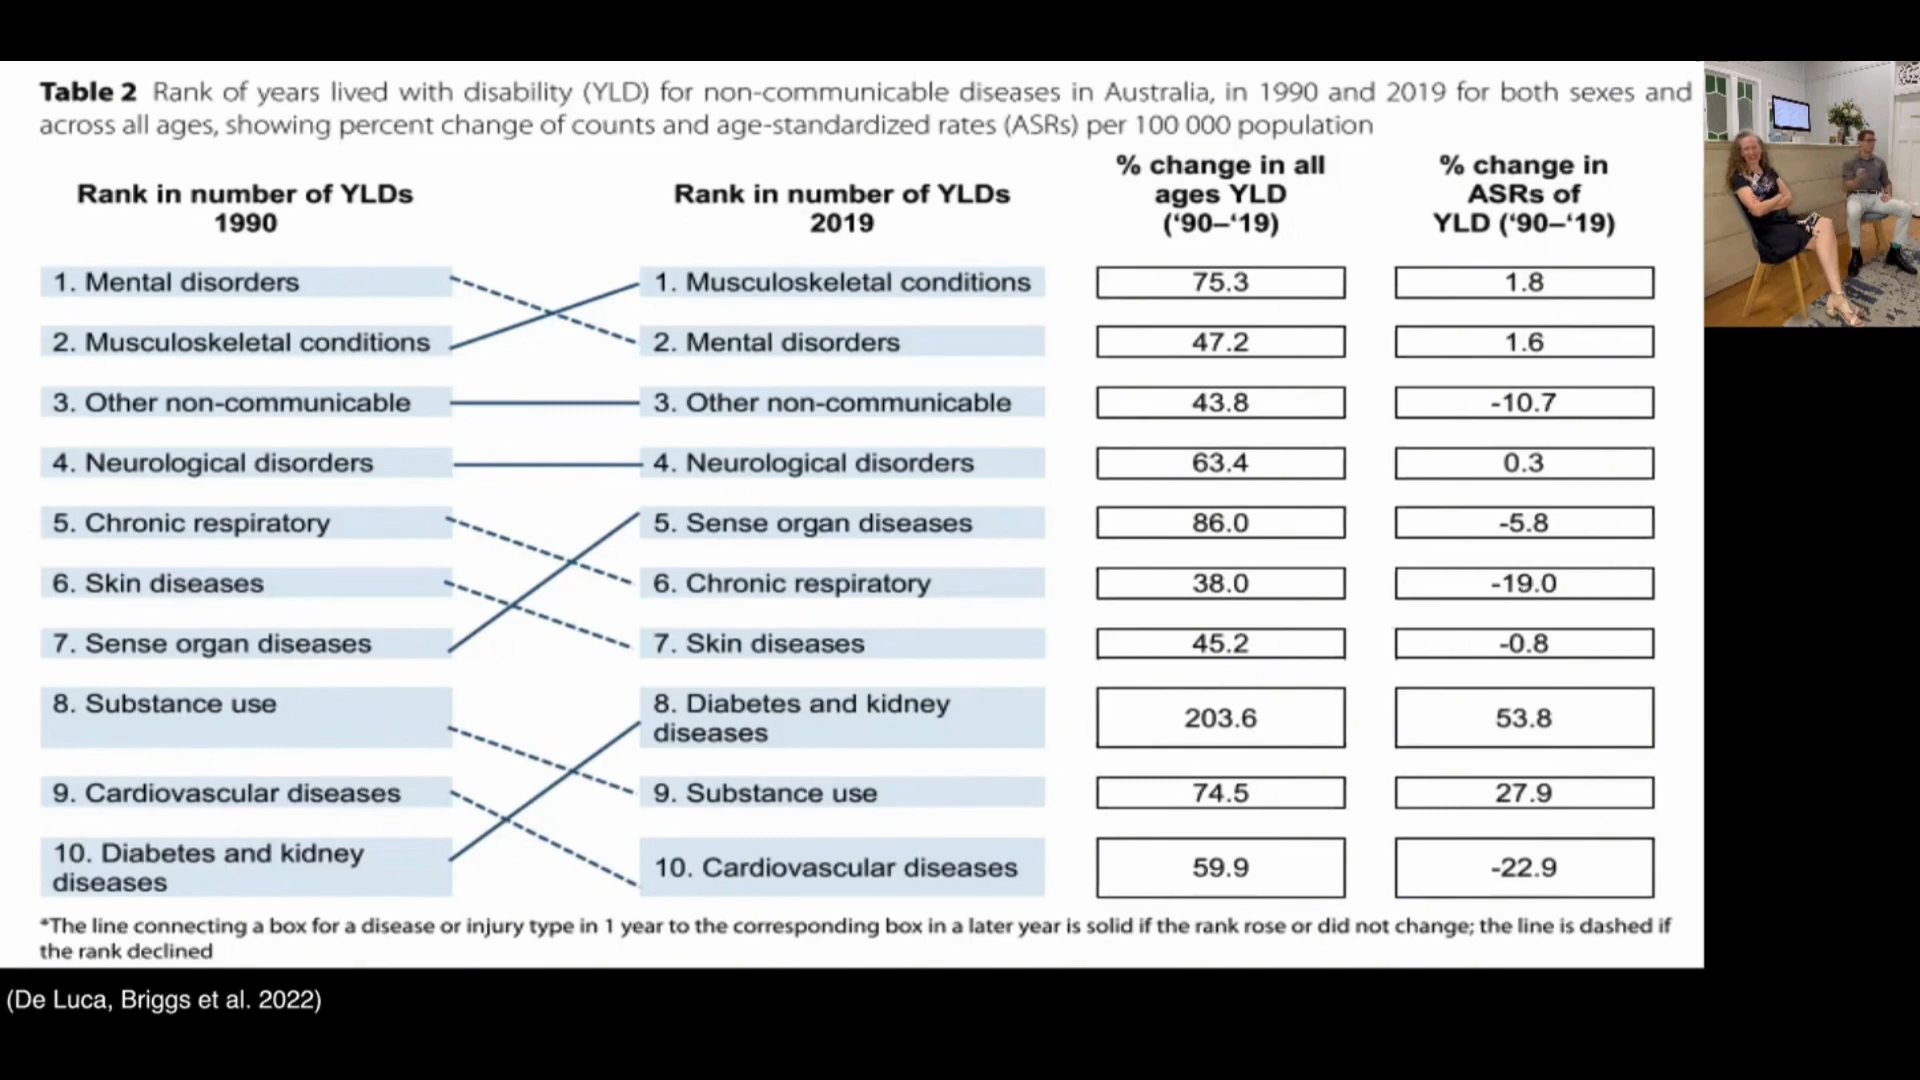 Table 2 Rank of years lived with disability (YLD) for non-communicable diseases in Australia, in 1990 and 2019 for both sexes and
across all ages, showing percent change of counts and age-standardized rates (ASRs) per 100 000 population
Rank in number of YLDs
1990
Rank in number of YLDs
2019
% change in all
ages YLD
(‘90–‘19)
% change in
ASRs of
YLD (‘90–‘19)
1. Mental disorders
1. Musculoskeletal conditions
75.3
1.8
2. Musculoskeletal conditions
2. Mental disorders
47.2
1.6
3. Other non-communicable
3. Other non-communicable
43.8
-10.7
4. Neurological disorders
4. Neurological disorders
63.4
0.3
5. Chronic respiratory
5. Sense organ diseases
86.0
-5.8
6. Skin diseases
6. Chronic respiratory
38.0
-19.0
7. Sense organ diseases
7. Skin diseases
45.2
-0.8
8. Substance use
8. Diabetes and kidney
diseases
203.6
53.8
9. Cardiovascular diseases
9. Substance use
74.5
27.9
10. Diabetes and kidney
diseases
10. Cardiovascular diseases
59.9
-22.9
*The line connecting a box for a disease or injury type in 1 year to the corresponding box in a later year is solid if the rank rose or did not change; the line is dashed if
the rank declined
(De Luca, Briggs et al. 2022)